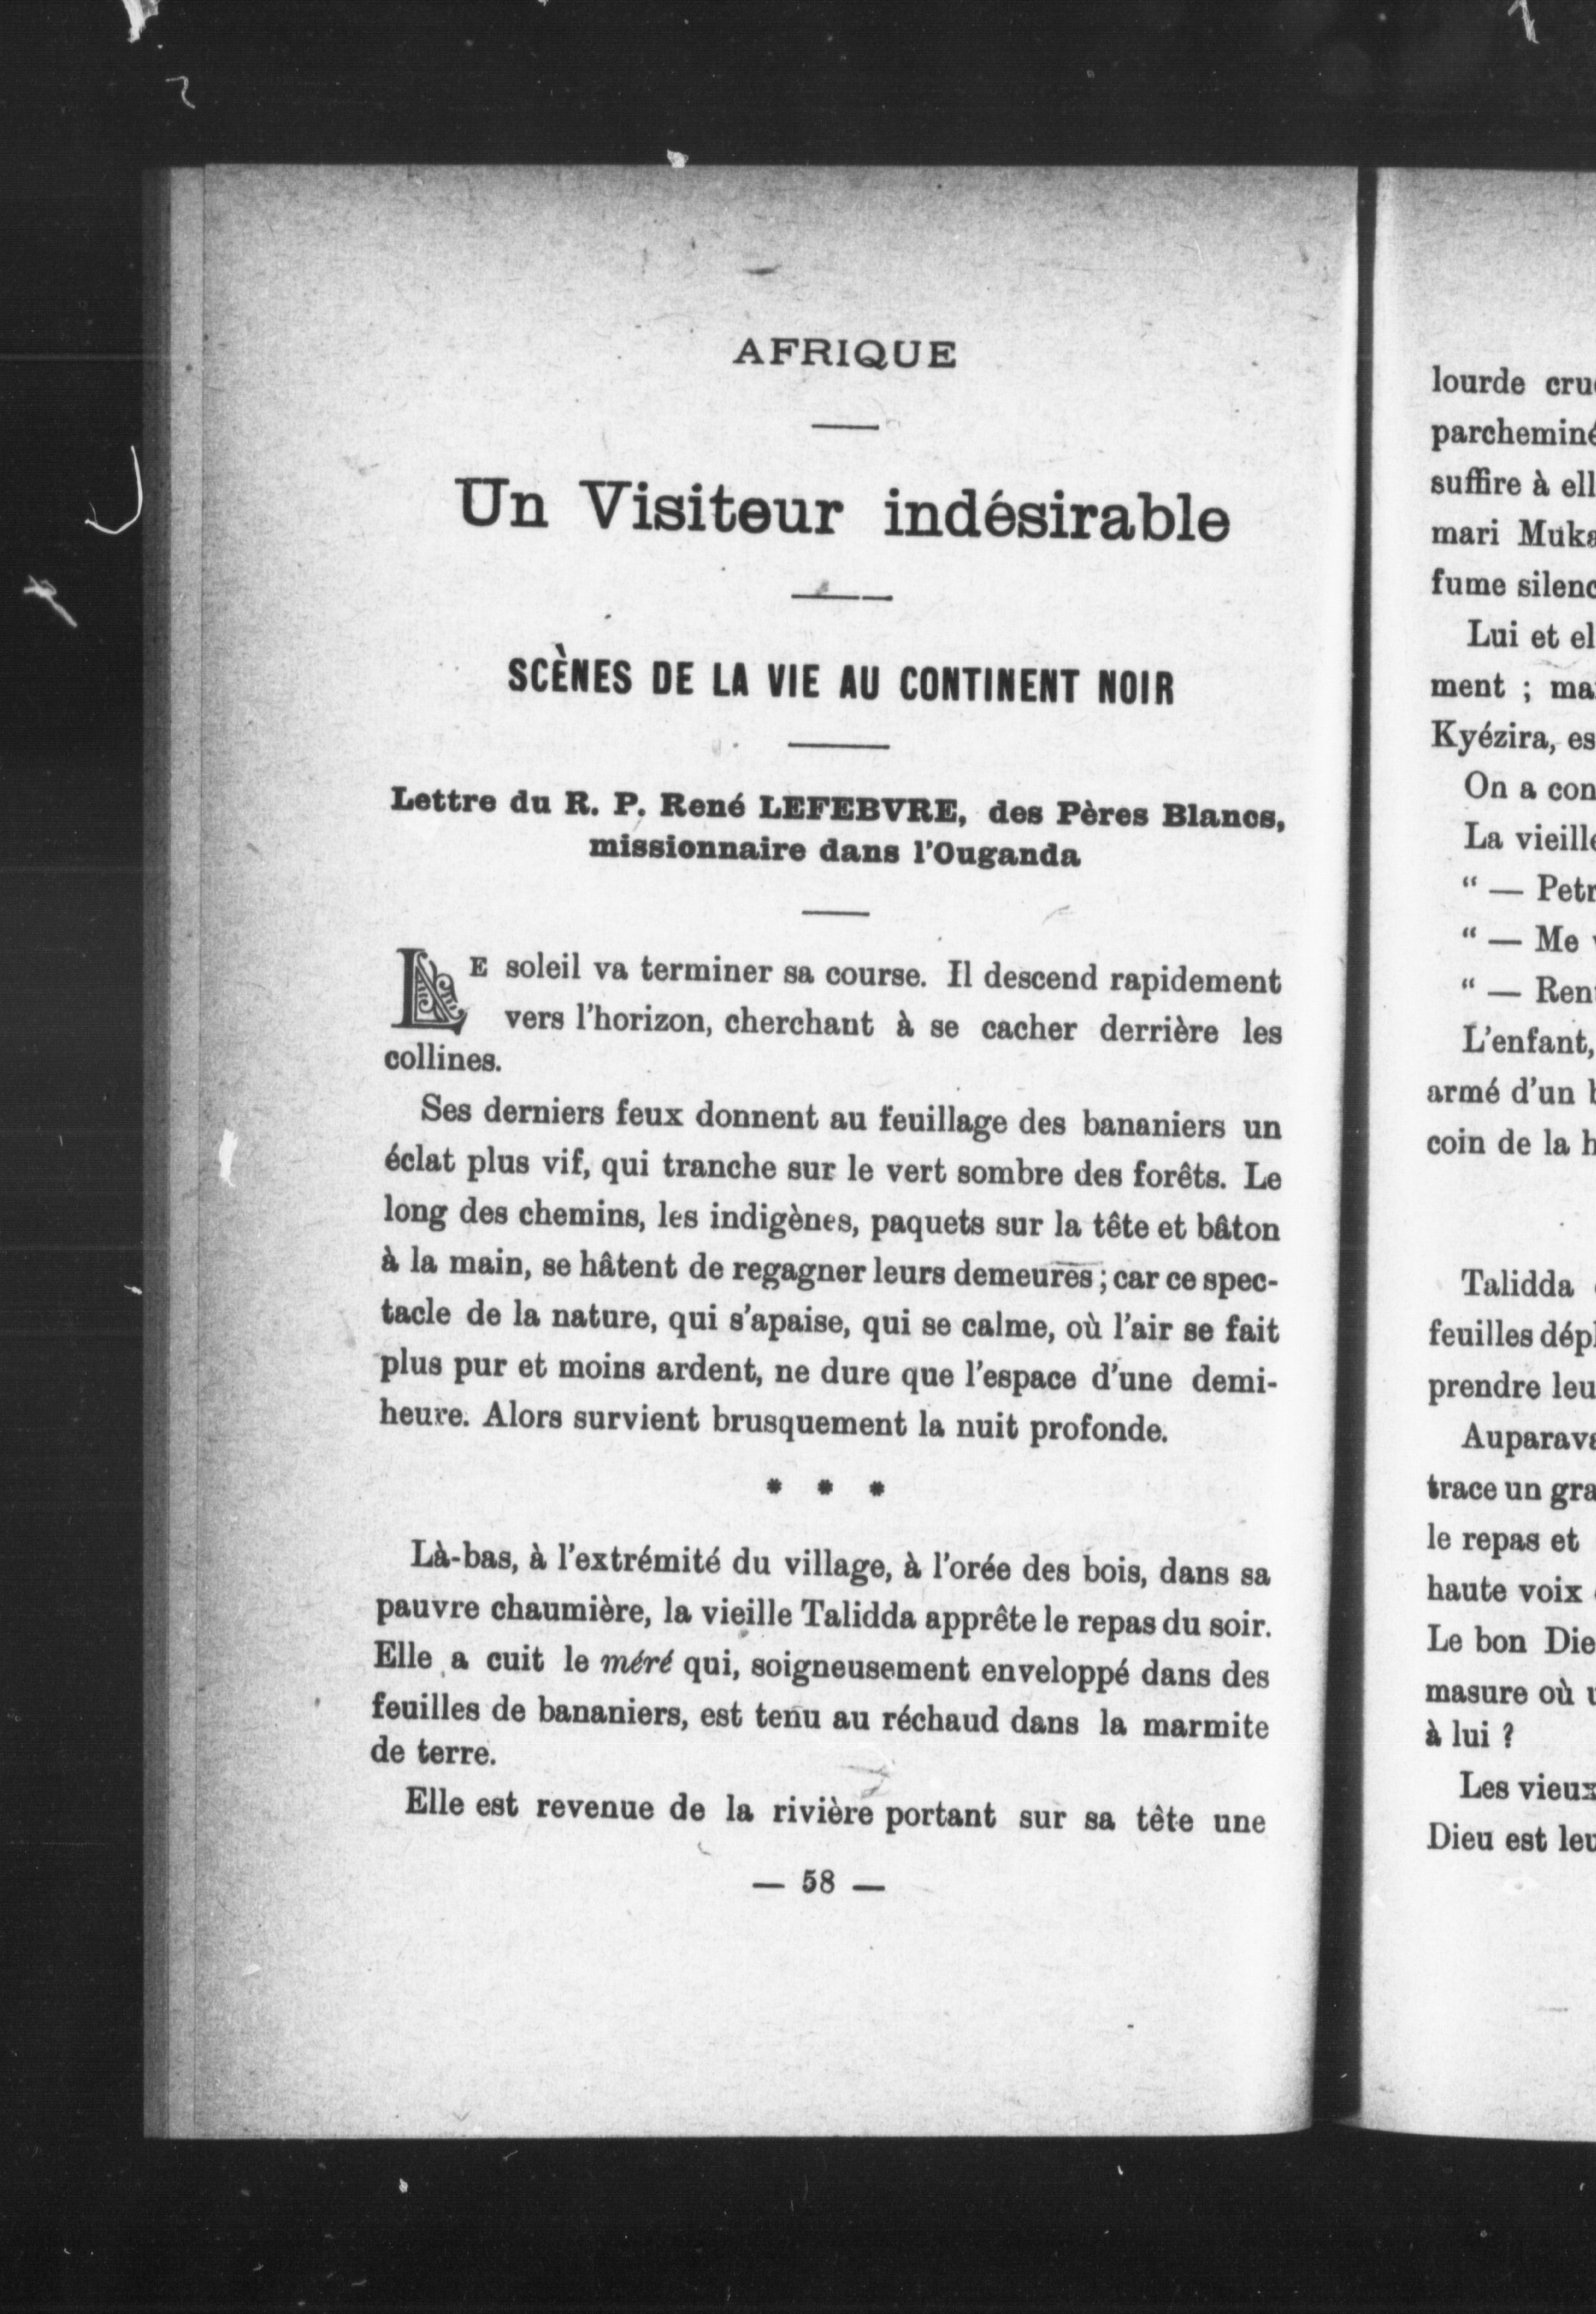 AFRIQUE
Un Visiteur indésirable
SCÈNES DE LA VIE AU CONTINENT NOIR
Lettre du R. P. René LEFEBVRE, des Pères Blancs,
missionnaire dans l'Ouganda
LE soleil va terminer sa course. Il descend rapidement
vers l'horizon, cherchant à se cacher derrière les
collines.
Ses derniers feux donnent au feuillage des bananiers un
éclat plus vif, qui tranche sur le vert sombre des forêts. Le
long des chemins, les indigènes, paquets sur la tête et bâton
à la main, se hâtent de regagner leurs demeures ; car ce spec-
tacle de la nature, qui s'apaise, qui se calme, où l'air se fait
plus pur et moins ardent, ne dure que l'espace d'une demi-
heure. Alors survient brusquement la nuit profonde.
* * *
Là-bas, à l'extrémité du village, à l'orée des bois, dans sa
pauvre chaumière, la vieille Talidda apprête le repas du soir.
Elle a cuit le méré qui, soigneusement enveloppé dans des
feuilles de bananiers, est tenu au réchaud dans la marmite
de terre.
Elle est revenue de la rivière portant sur sa tête une
— 58 —
lourde
suffire à
mari
fume
Lui et
ment ;
Kyézira,
On a
La
" —
" — Me
" —
L'enfant,
armé d'un
coin de la
Talidda
feuilles
prendre
trace un
le repas et
haute voix
Le bon
masure où
à lui ?
Les
Dieu est